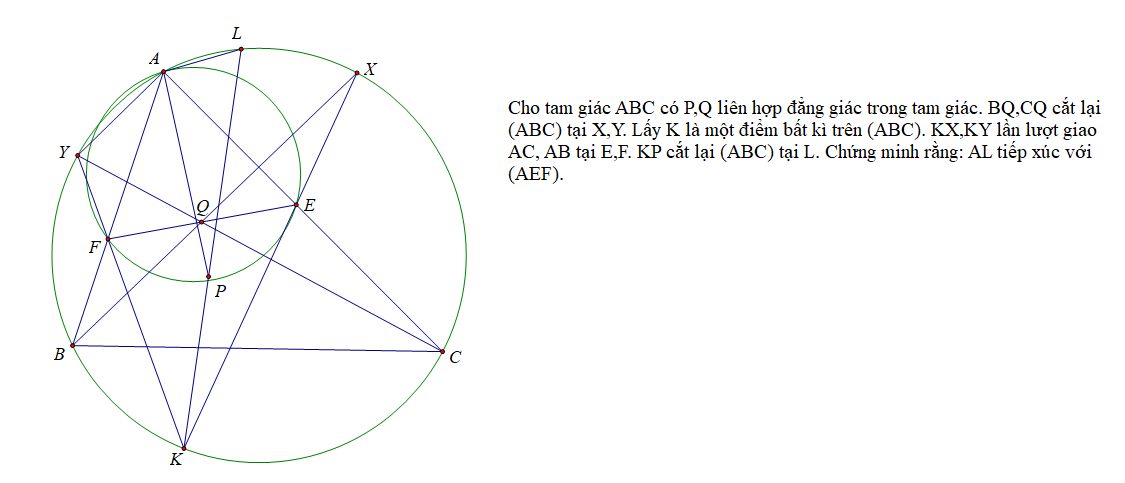 L
A
X
Y
Q
E
F
P
B
C
K
Cho tam giác ABC có P,Q liên hợp đẳng giác trong tam giác. BQ,CQ cắt lại
(ABC) tại X,Y. Lấy K là một điểm bất kì trên (ABC). KX,KY lần lượt giao
AC, AB tại E,F. KP cắt lại (ABC) tại L. Chứng minh rằng: AL tiếp xúc với
(AEF).